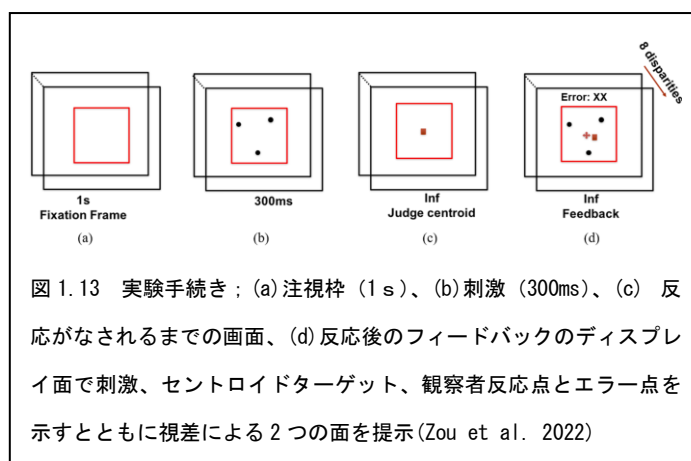 8 disparities
Error: XX
1s
Fixation Frame
300ms
Inf
Judge centroid
Inf
Feedback
(a)
(b)
(c)
(d)
図 1.13　実験手続き；(a)注視枠（1ｓ）、(b)刺激（300ms）、(c)　反
応がなされるまでの画面、(d)反応後のフィードバックのディスプレ
イ面で刺激、セントロイドターゲット、観察者反応点とエラー点を
示すとともに視差による 2 つの面を提示(Zou et al. 2022)